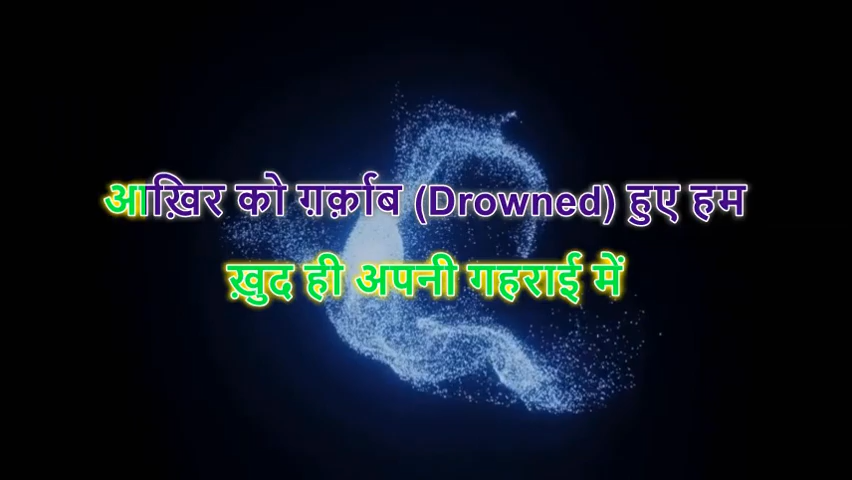 आख़िर को ग़र्क़ाब (Drowned) हुए हम
ख़ुद ही अपनी गहराई में